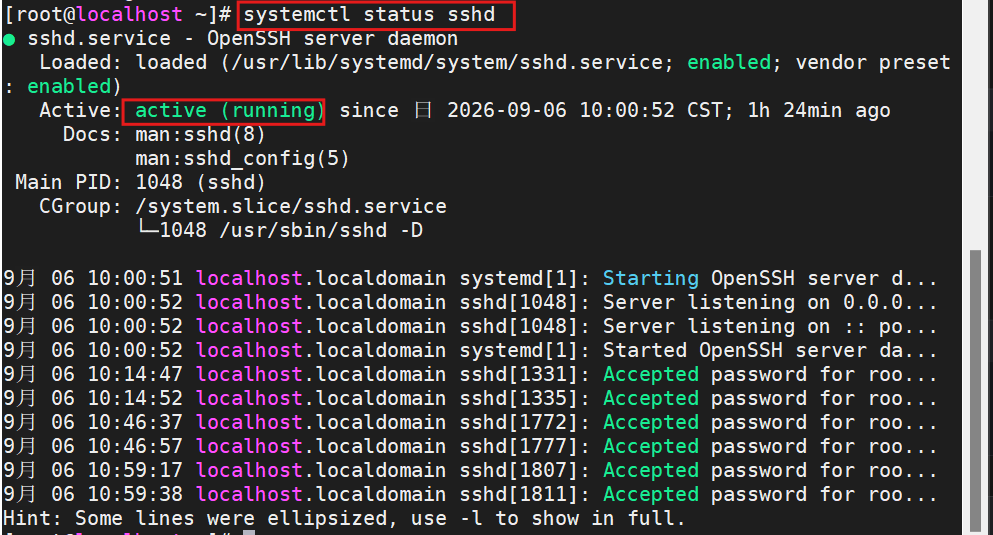 [root@localhost ~]# systemctl status sshd
● sshd.service - OpenSSH server daemon
   Loaded: loaded (/usr/lib/systemd/system/sshd.service; enabled; vendor preset
: enabled)
   Active: active (running) since 日 2026-09-06 10:00:52 CST; 1h 24min ago
     Docs: man:sshd(8)
           man:sshd_config(5)
 Main PID: 1048 (sshd)
   CGroup: /system.slice/sshd.service
           └─1048 /usr/sbin/sshd -D
9月 06 10:00:51 localhost.localdomain systemd[1]: Starting OpenSSH server d...
9月 06 10:00:52 localhost.localdomain sshd[1048]: Server listening on 0.0.0...
9月 06 10:00:52 localhost.localdomain sshd[1048]: Server listening on :: po...
9月 06 10:00:52 localhost.localdomain systemd[1]: Started OpenSSH server da...
9月 06 10:14:47 localhost.localdomain sshd[1331]: Accepted password for roo...
9月 06 10:14:52 localhost.localdomain sshd[1335]: Accepted password for roo...
9月 06 10:46:37 localhost.localdomain sshd[1772]: Accepted password for roo...
9月 06 10:46:57 localhost.localdomain sshd[1777]: Accepted password for roo...
9月 06 10:59:17 localhost.localdomain sshd[1807]: Accepted password for roo...
9月 06 10:59:38 localhost.localdomain sshd[1811]: Accepted password for roo...
Hint: Some lines were ellipsized, use -l to show in full.